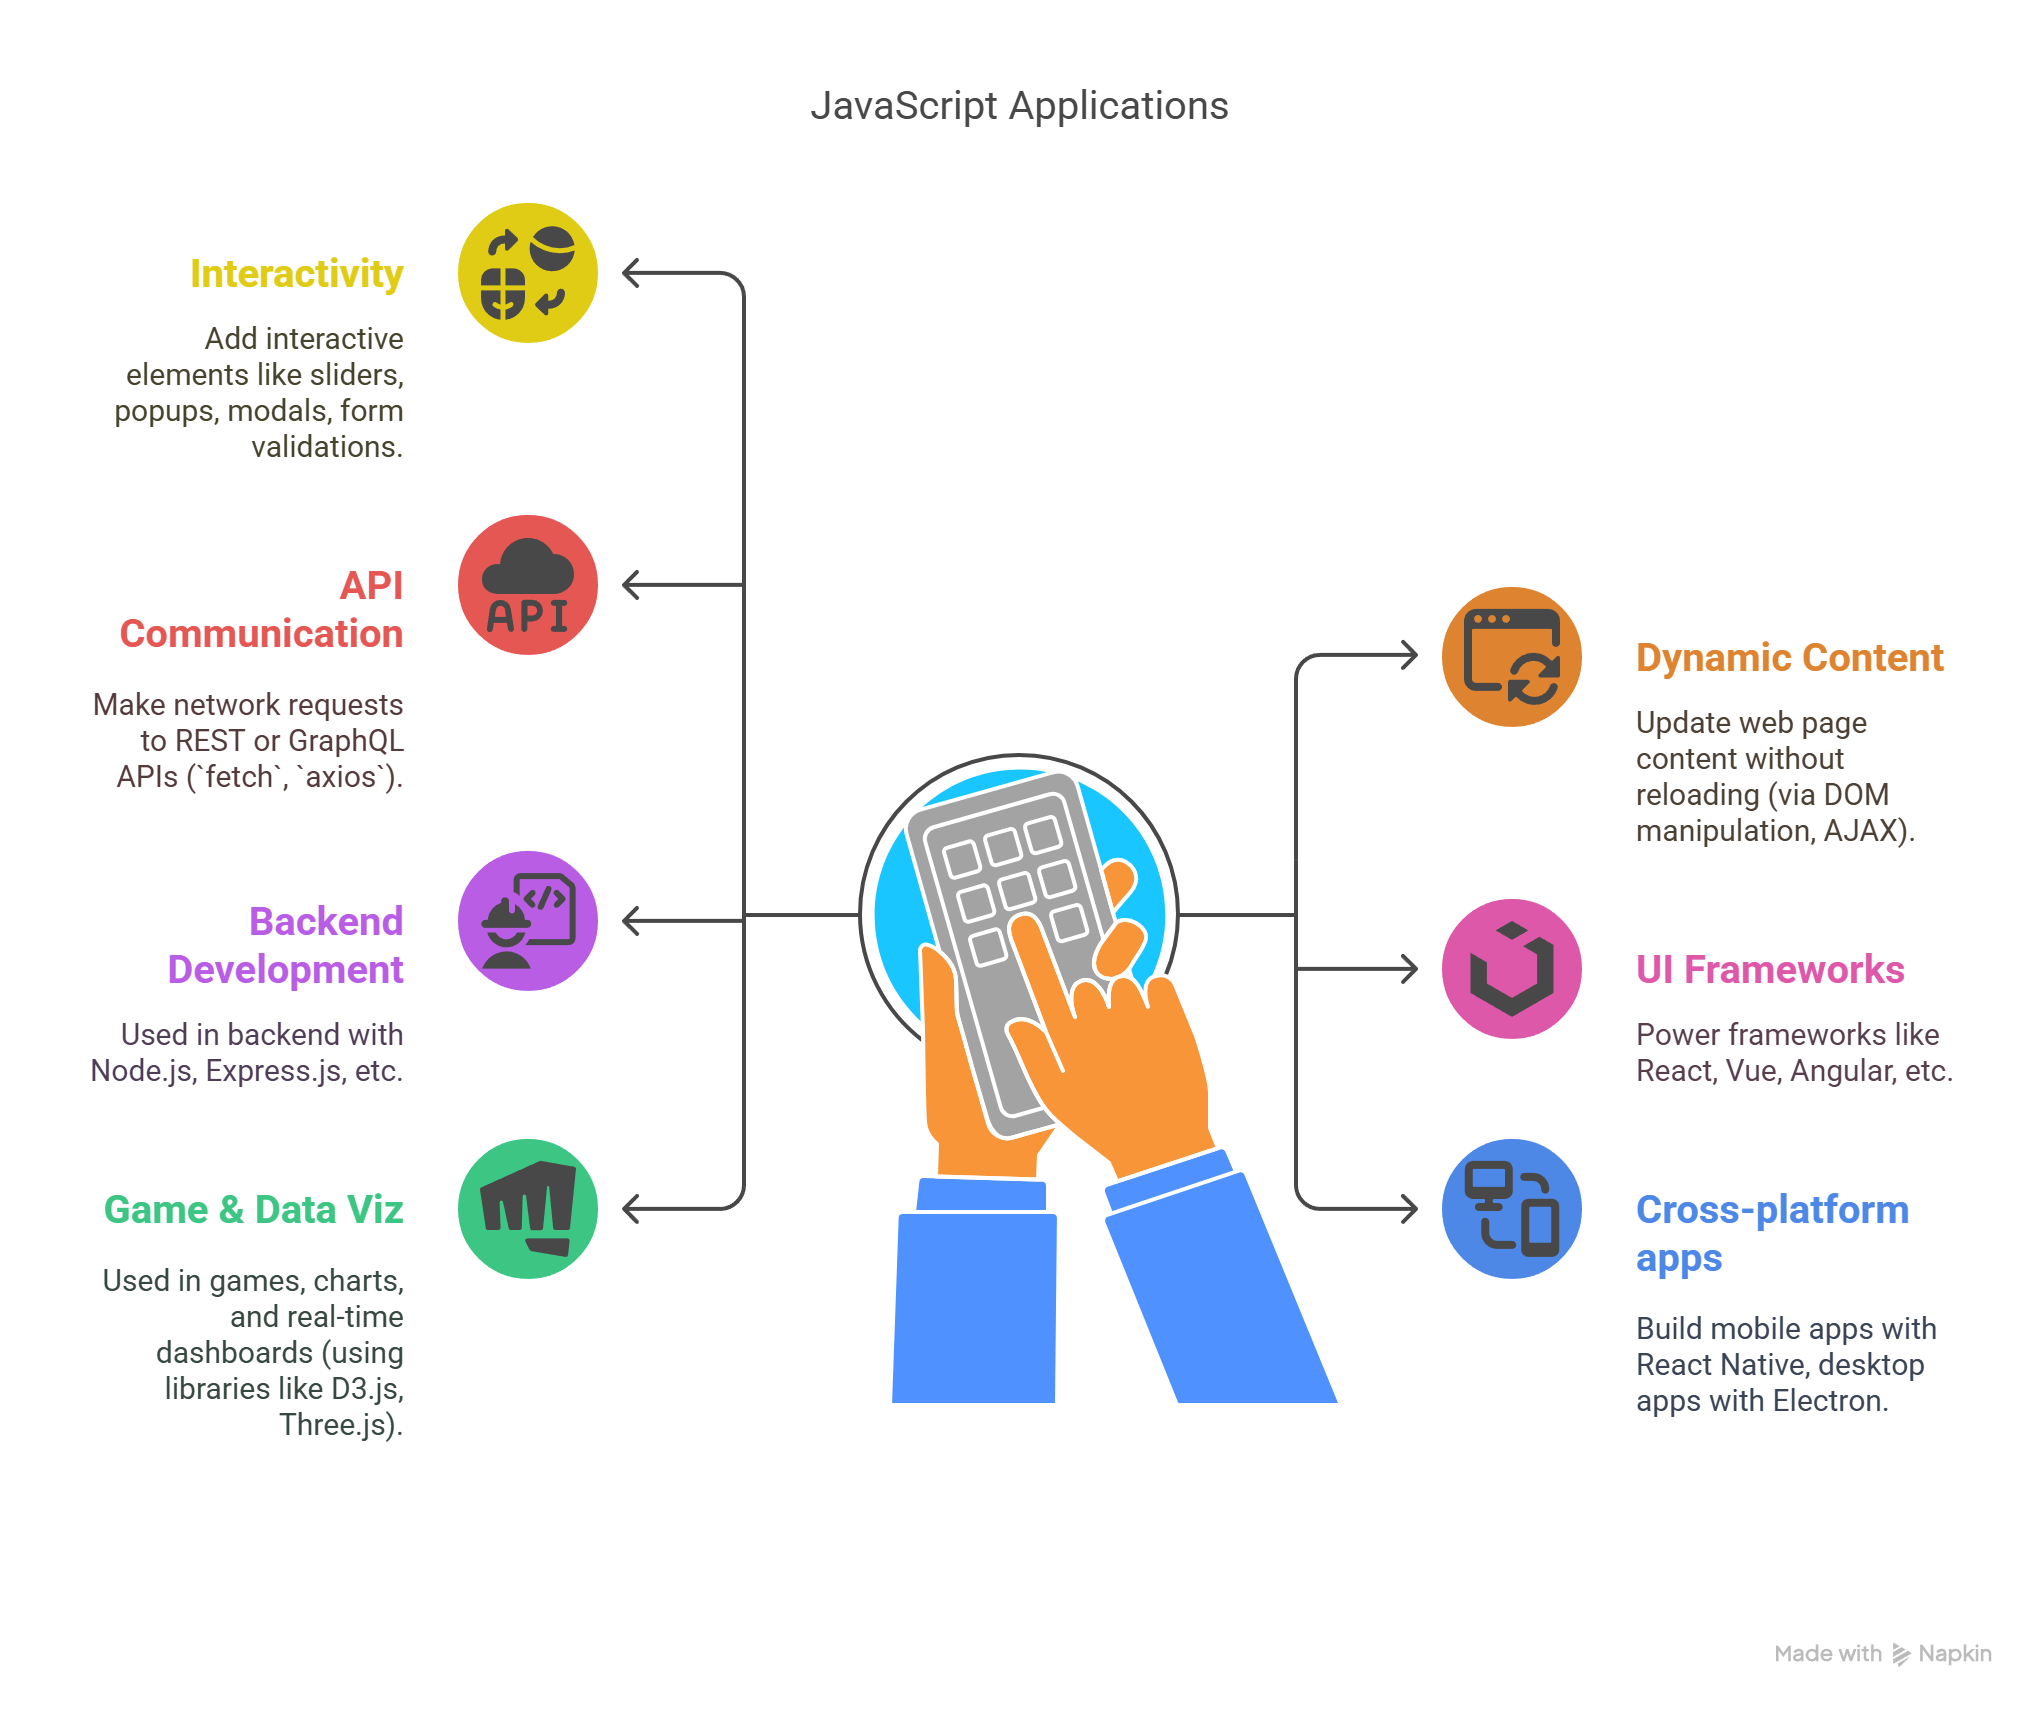 JavaScript Applications
Interactivity
Add interactive
elements like sliders,
popups, modals, form
validations.
API
API
Communication
Make network requests
to REST or GraphQL
APIs (`fetch`, `axios`).
Backend
Development
Used in backend with
Node.js, Express.js, etc.
Game & Data Viz
Used in games, charts,
and real-time
dashboards (using
libraries like D3.js,
Three.js).
Dynamic Content
Update web page
content without
reloading (via DOM
manipulation, AJAX).
UI Frameworks
Power frameworks like
React, Vue, Angular, etc.
Cross-platform
apps
Build mobile apps with
React Native, desktop
apps with Electron.
Made with Napkin